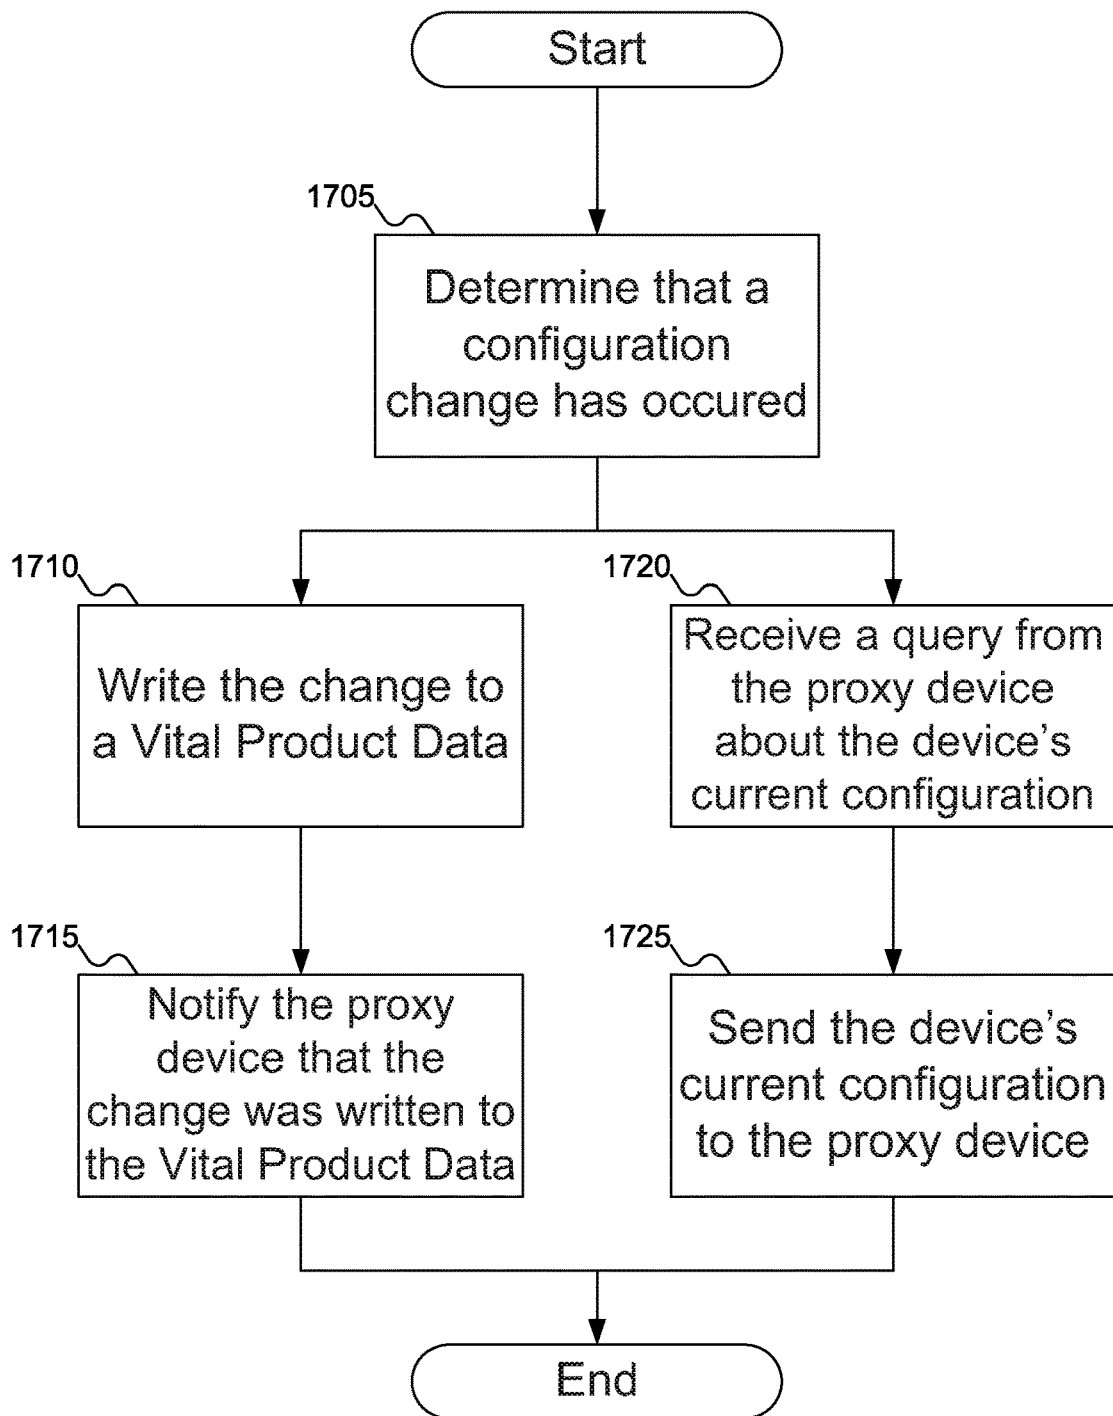 Start
1705
Determine that a
configuration
change has occured
1710
Write the change to
a Vital Product Data
1715
Notify the proxy
device that the
change was written to
the Vital Product Data
1720
Receive a query from
the proxy device
about the device’s
current configuration
1725
Send the device’s
current configuration
to the proxy device
End